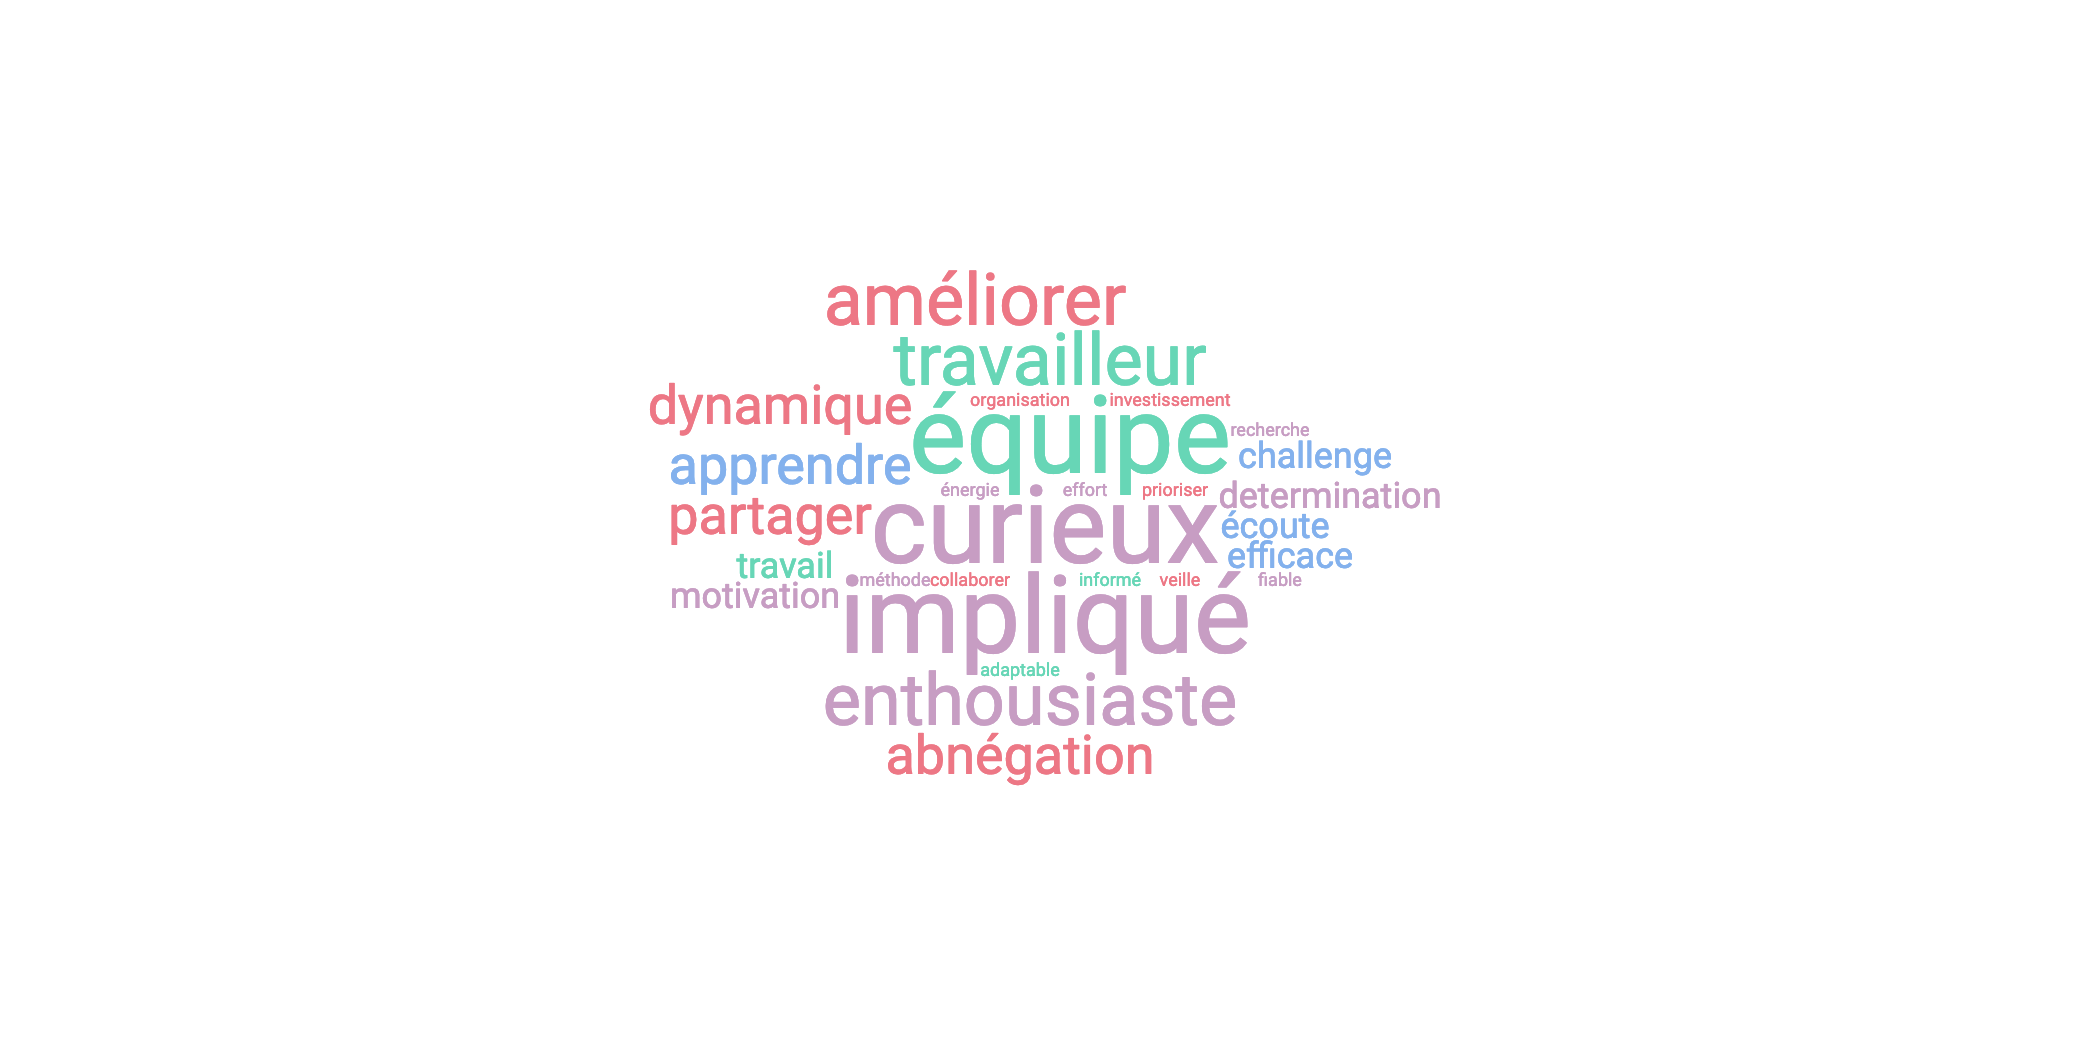 améliorer
travailleur
dynamique
organisation
investissement
équipe
recherche
apprendre
challenge
énergie
effort
prioriser
determination
partager
curieux
écoute
efficace
travail
méthode
collaborer
informé
veille
fiable
motivation
impliqué
adaptable
enthousiaste
abnégation